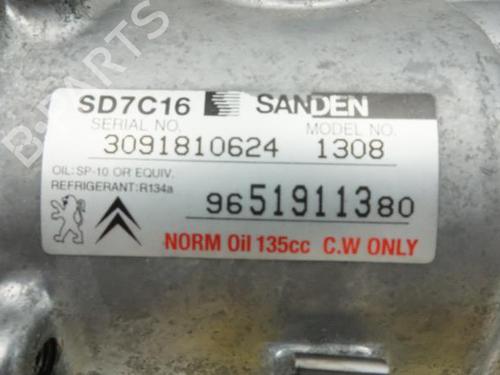 B-PARTS
SD7C16 SANDEN
SERIAL NO. MODEL NO.
3091810624 1308
OIL: SP-10 OR EQUIV.
REFRIGERANT: R134a
9651911380
NORM Oil 135cc C.W ONLY